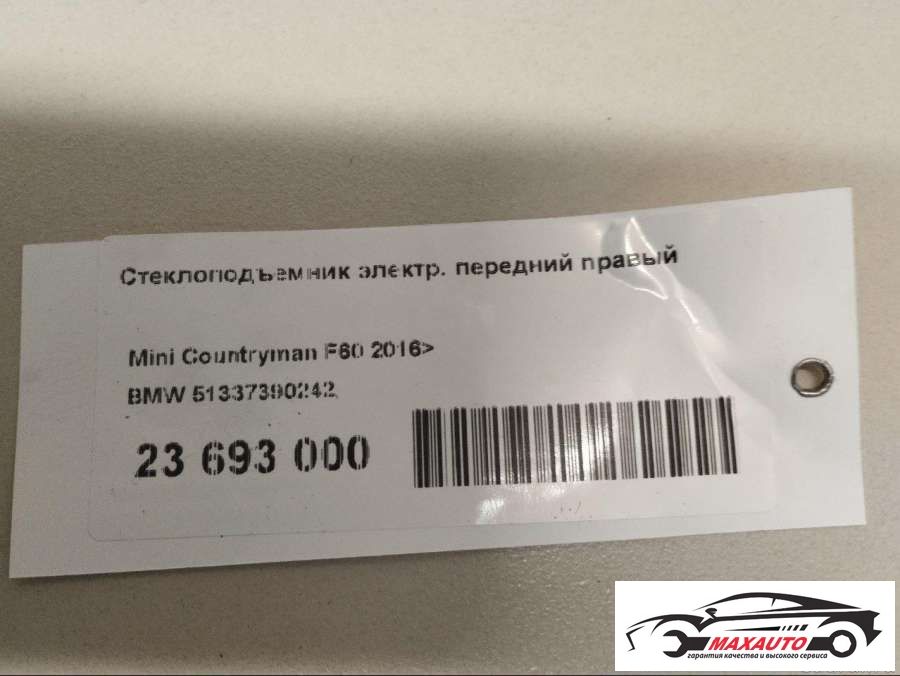 Стеклоподъемник электр. передний правый
Mini Countryman F60 2016>
BMW 51337390242
23 693 000
MAXAUTO
гарантия качества и высокого сервиса